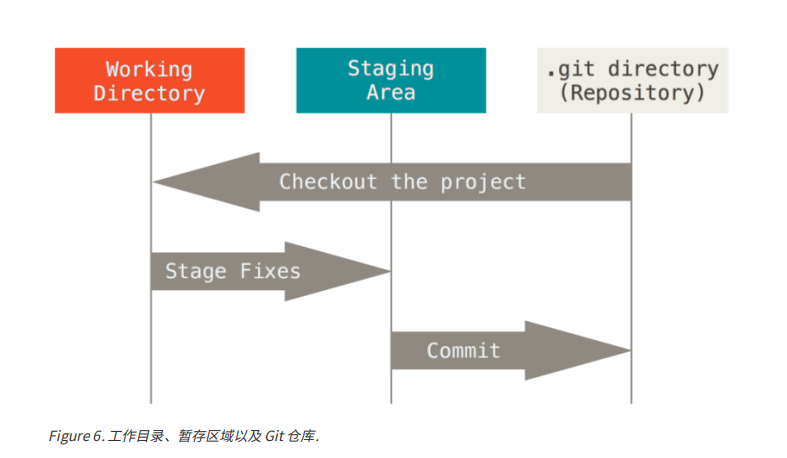 Working
Directory
Staging
Area
.git directory
(Repository)
Checkout the project
Stage Fixes
Commit
Figure 6. 工作目录、暂存区域以及 Git 仓库.